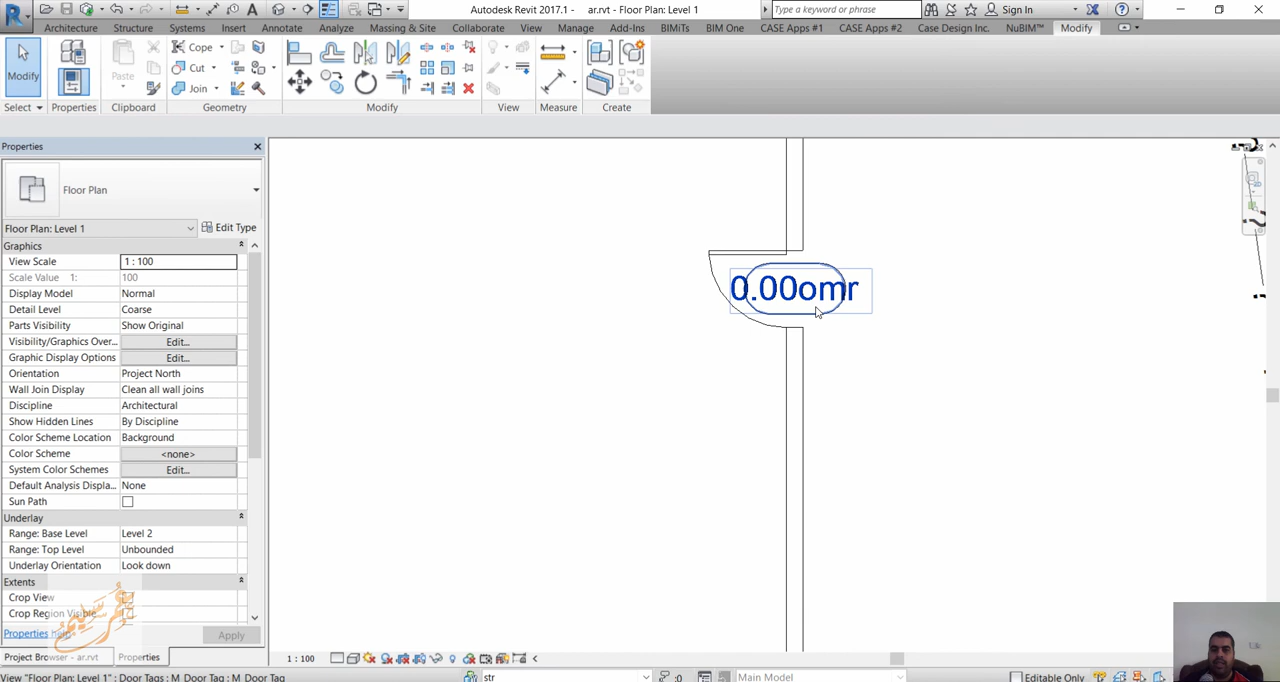 Autodesk Revit 2017.1 - ar.rvt - Floor Plan: Level 1
Type a keyword or phrase
Sign In
Architecture Structure Systems Insert Annotate Analyze Massing & Site Collaborate View Manage Add-Ins BIMiTs BIM One CASE Apps #1 CASE Apps #2 Case Design Inc. NuBIM™ Modify
Modify
Paste
Cope
Cut
Join
Select Properties Clipboard Geometry Modify View Measure Create
Properties
Floor Plan
Floor Plan: Level 1 Edit Type
Graphics
View Scale 1 : 100
Scale Value 1: 100
Display Model Normal
Detail Level Coarse
Parts Visibility Show Original
Visibility/Graphics Over... Edit...
Graphic Display Options Edit...
Orientation Project North
Wall Join Display Clean all wall joins
Discipline Architectural
Show Hidden Lines By Discipline
Color Scheme Location Background
Color Scheme <none>
System Color Schemes Edit...
Default Analysis Displa... None
Sun Path
Underlay
Range: Base Level Level 2
Range: Top Level Unbounded
Underlay Orientation Look down
Extents
Crop View
Crop Region Visible
Properties help
Apply
Project Browser - ar.rvt Properties
0.00omr
1 : 100
View "Floor Plan: Level 1" : Door Tags : M_Door Tag : M_Door Tag
str
:0
Main Model
Editable Only